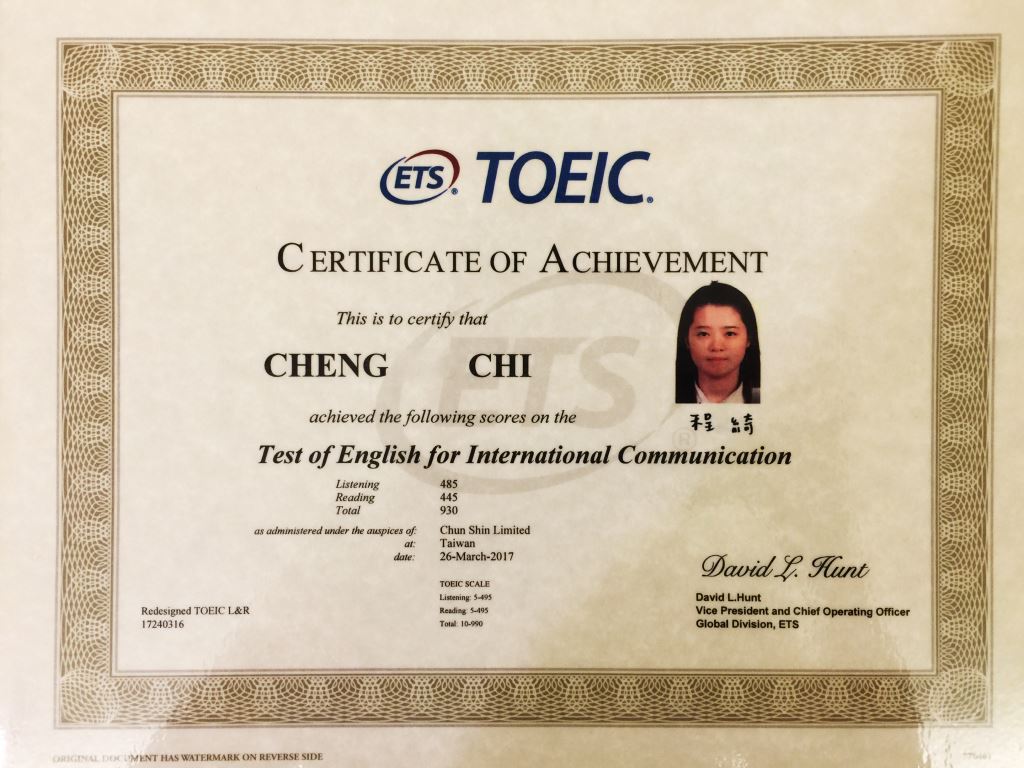 ETS® TOEIC®
CERTIFICATE OF ACHIEVEMENT
This is to certify that
CHENG CHI
程綺
achieved the following scores on the
ETS®
Test of English for International Communication
Listening 485
Reading 445
Total 930
as administered under the auspices of: Chun Shin Limited
at: Taiwan
date: 26-March-2017
TOEIC SCALE
Listening: 5-495
Reading: 5-495
Total: 10-990
Redesigned TOEIC L&R
17240316
David L. Hunt
David L.Hunt
Vice President and Chief Operating Officer
Global Division, ETS
ORIGINAL DOCUMENT HAS WATERMARK ON REVERSE SIDE